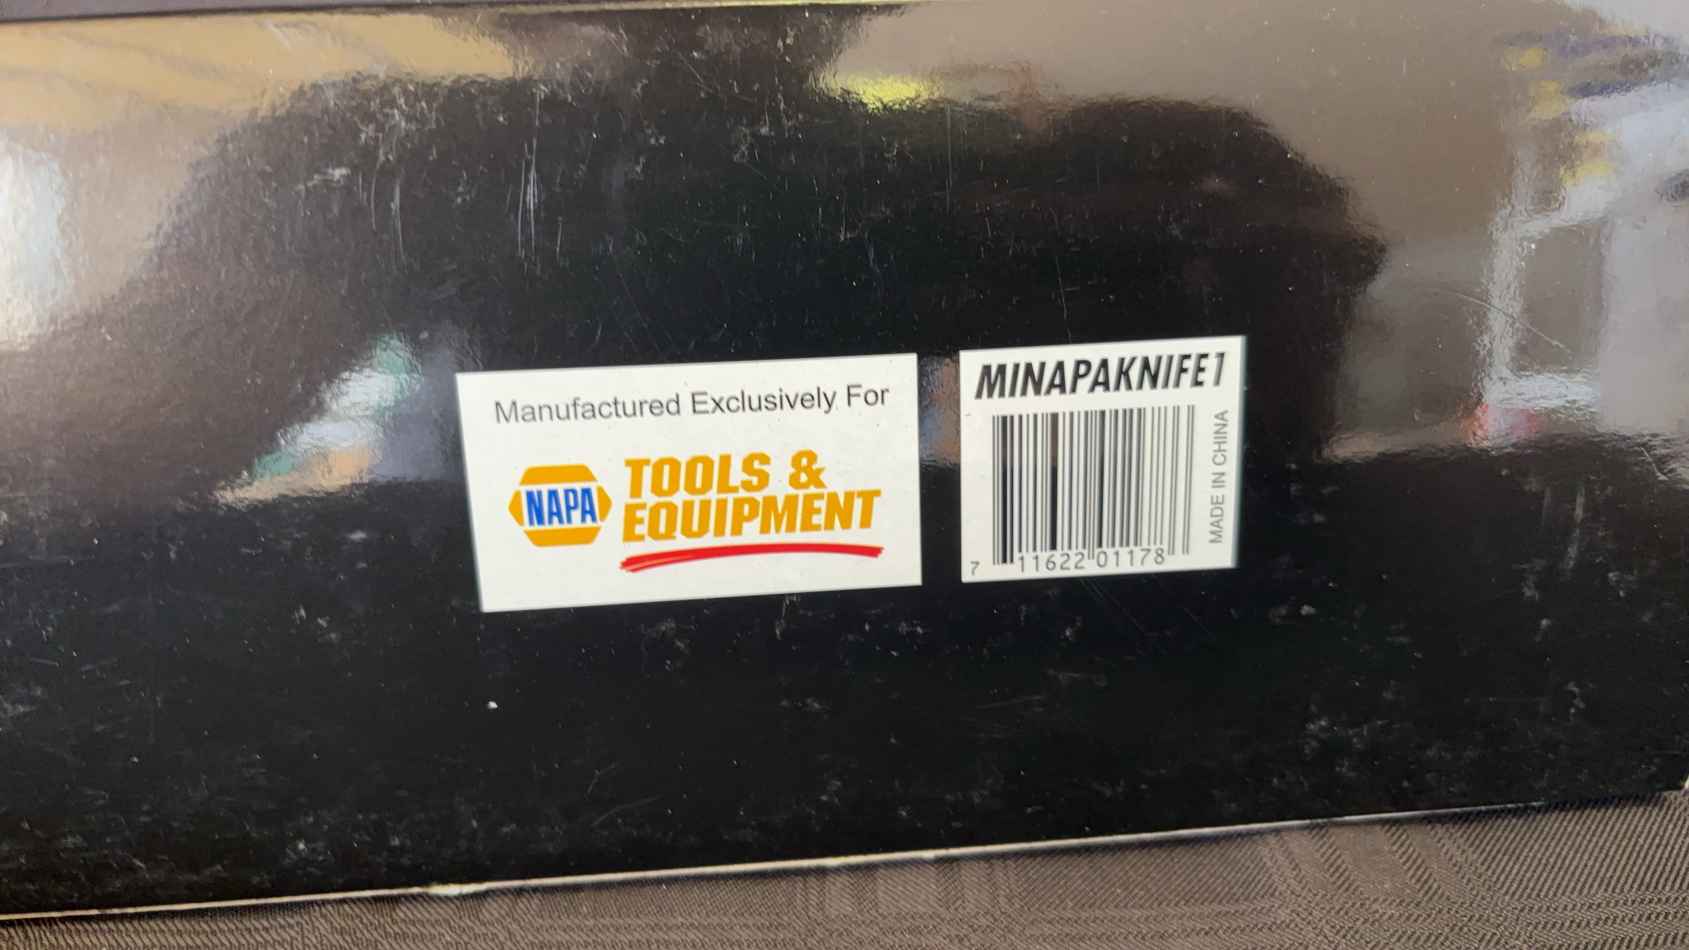 Manufactured Exclusively For
NAPA
TOOLS &
EQUIPMENT
MINAPAKNIFE1
MADE IN CHINA
7 11622 01178